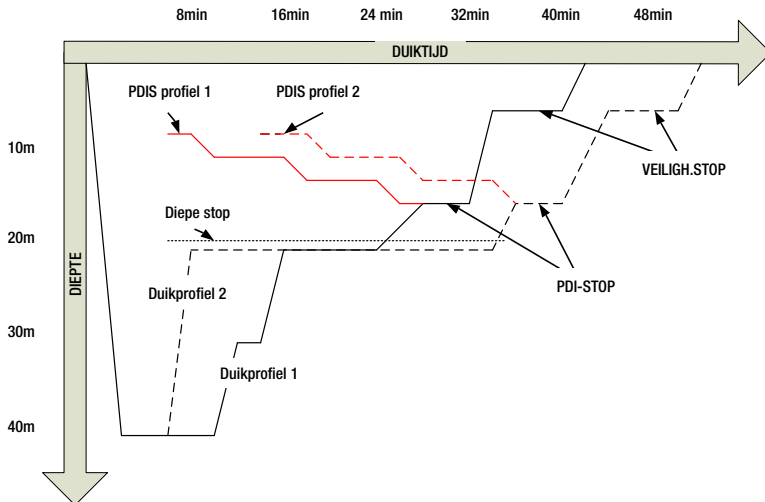 8min 16min 24 min 32min 40min 48min
DUIKTIJD
PDIS profiel 1 PDIS profiel 2
10m
VEILIGH.STOP
Diepe stop
20m
DIEPTE
PDI-STOP
Duikprofiel 2
30m
Duikprofiel 1
40m